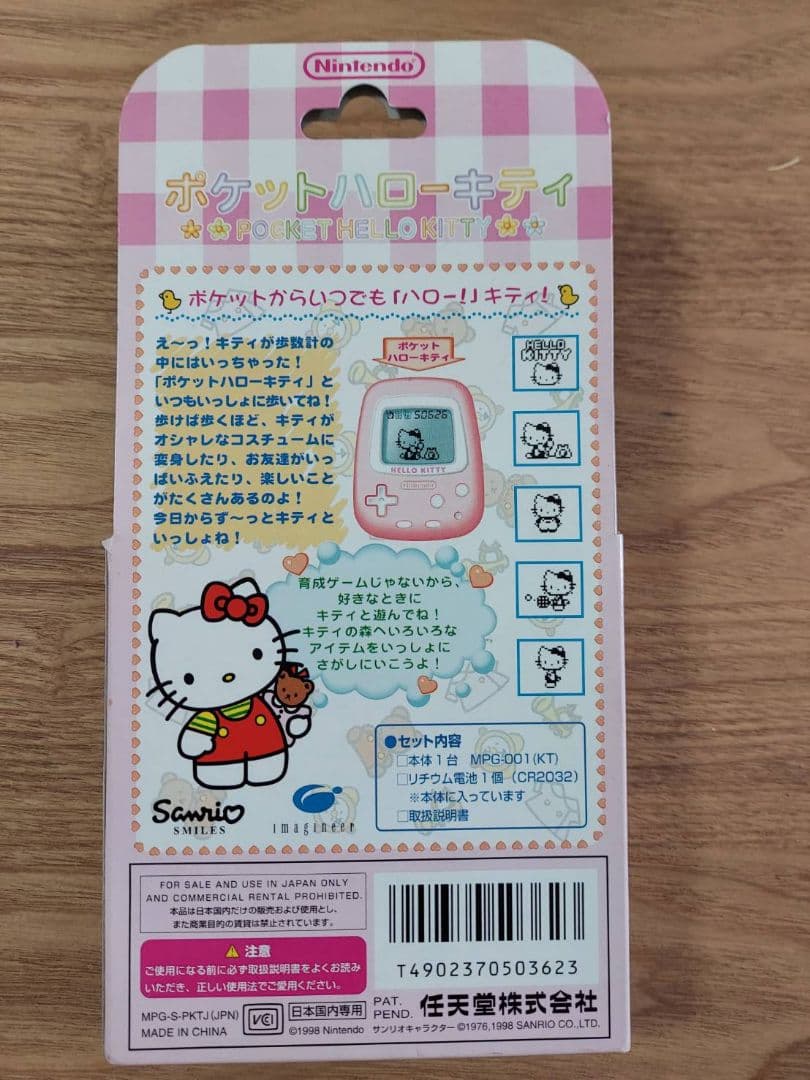 Nintendo
ポケットハローキティ
POCKET HELLO KITTY
ポケットからいつでも「ハロー!」キティ!
え〜っ!キティが歩数計の
中にはいっちゃった!
「ポケットハローキティ」と
いつもいっしょに歩いてね!
歩けば歩くほど、キティが
オシャレなコスチュームに
変身したり、お友達がいっ
ぱいふえたり、楽しいこと
がたくさんあるのよ!
今日からず〜っとキティと
いっしょね!
ポケット
ハローキティ
50626
HELLO KITTY
Nintendo
HELLO
KITTY
育成ゲームじゃないから、
好きなときに
キティと遊んでね!
キティの森へいろいろな
アイテムをいっしょに
さがしにいこうよ!
●セット内容
□本体1台 MPG-001(KT)
□リチウム電池1個(CR2032)
※本体に入っています
□取扱説明書
Sanrio
SMILES
imagineer
FOR SALE AND USE IN JAPAN ONLY
AND COMMERCIAL RENTAL PROHIBITED.
本品は日本国内だけの販売および使用とし、
また商業目的の賃貸は禁止されています。
注意
ご使用になる前に必ず取扱説明書をよくお読み
いただき、正しい使用法でご愛用ください。
T4902370503623
MPG-S-PKTJ(JPN)
MADE IN CHINA
VCI
日本国内専用
PAT.
PEND.
任天堂株式会社
©1998 Nintendo サンリオキャラクター ©1976,1998 SANRIO CO.,LTD.